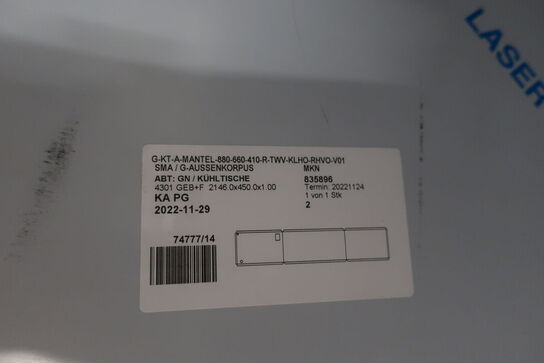 LASER
G-KT-A-MANTEL-880-660-410-R-TWV-KLHO-RHVO-V01
SMA / G-AUSSENKORPUS MKN
ABT: GN / KÜHLTISCHE 835896
4301 GEB+F 2146.0x450.0x1.00 Termin: 20221124
KA PG 1 von 1 Stk
2022-11-29 2
74777/14